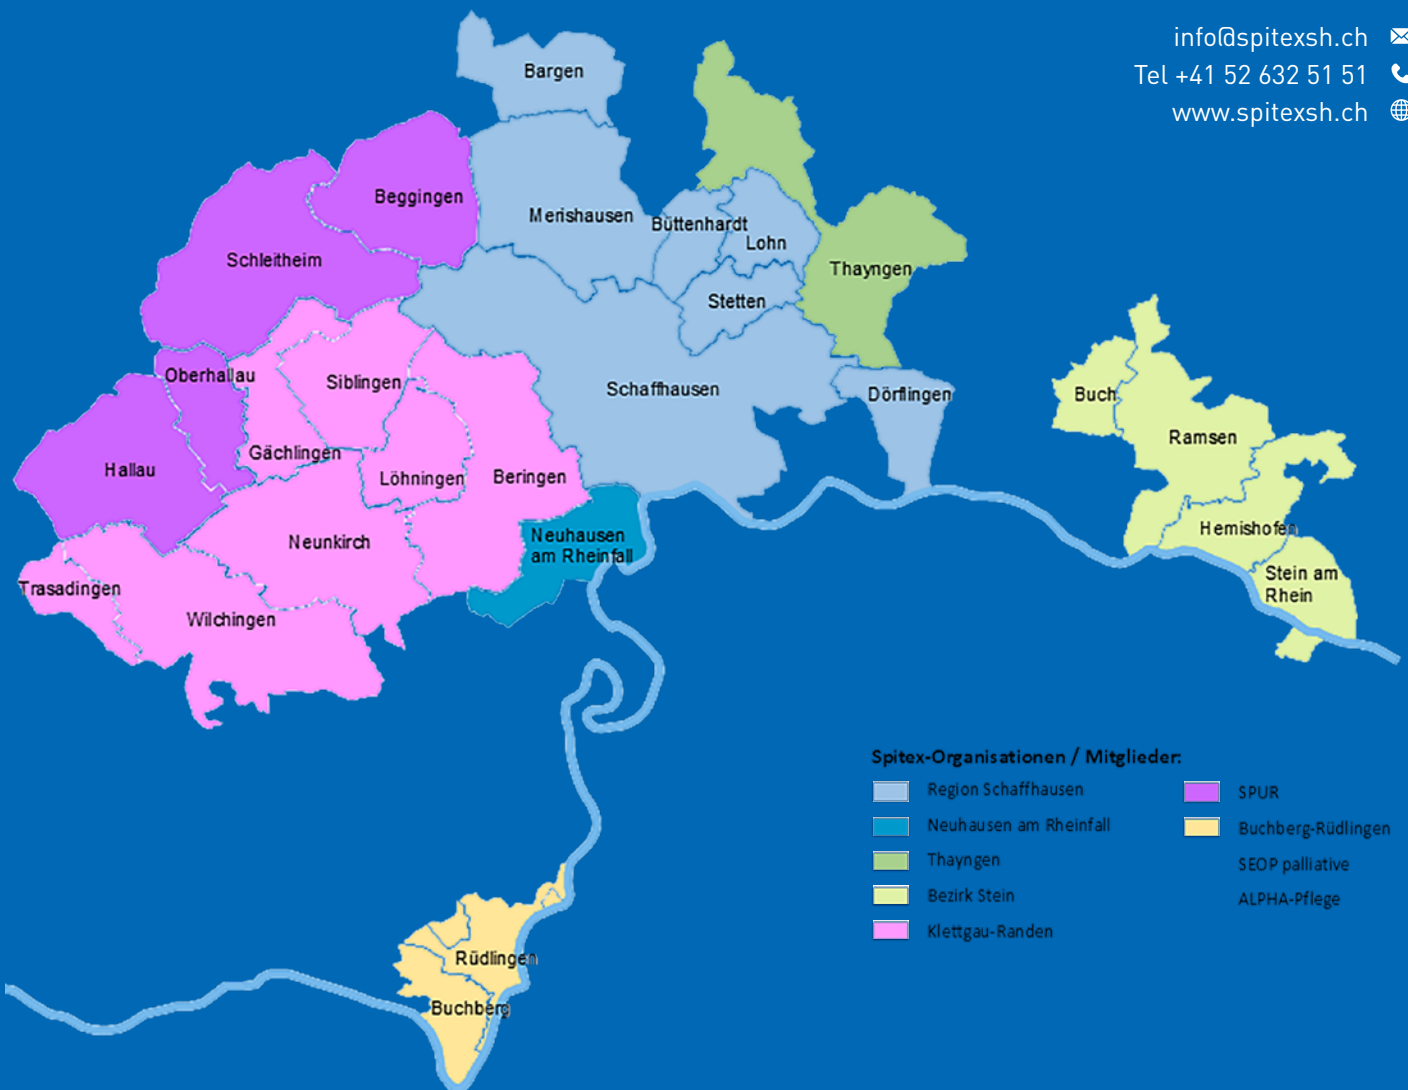 info@spitexsh.ch
Tel +41 52 632 51 51
www.spitexsh.ch
Bargen
Beggingen
Merishausen
Büttenhardt
Lohn
Schleitheim
Thayngen
Stetten
Oberhallau
Siblingen
Schaffhausen
Dörflingen
Buch
Ramsen
Gächlingen
Hallau
Löhningen
Beringen
Neunkirch
Neuhausen
am Rheinfall
Hemishofen
Stein am
Rhein
Trasadingen
Wilchingen
Spitex-Organisationen / Mitglieder:
Region Schaffhausen
Neuhausen am Rheinfall
Thayngen
Bezirk Stein
Klettgau-Randen
SPUR
Buchberg-Rüdlingen
SEOP palliative
ALPHA-Pflege
Rüdlingen
Buchberg